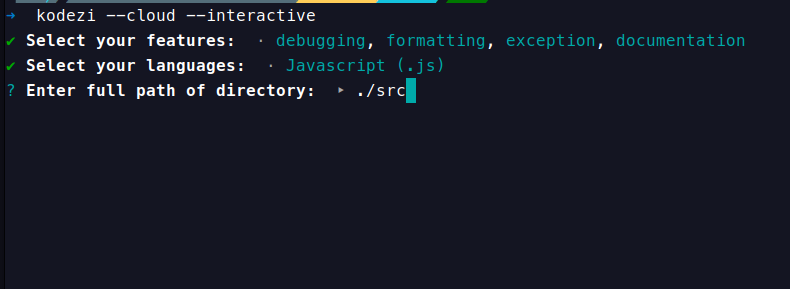 → kodezi --cloud --interactive
✔ Select your features: · debugging, formatting, exception, documentation
✔ Select your languages: · Javascript (.js)
? Enter full path of directory: ‣ ./src